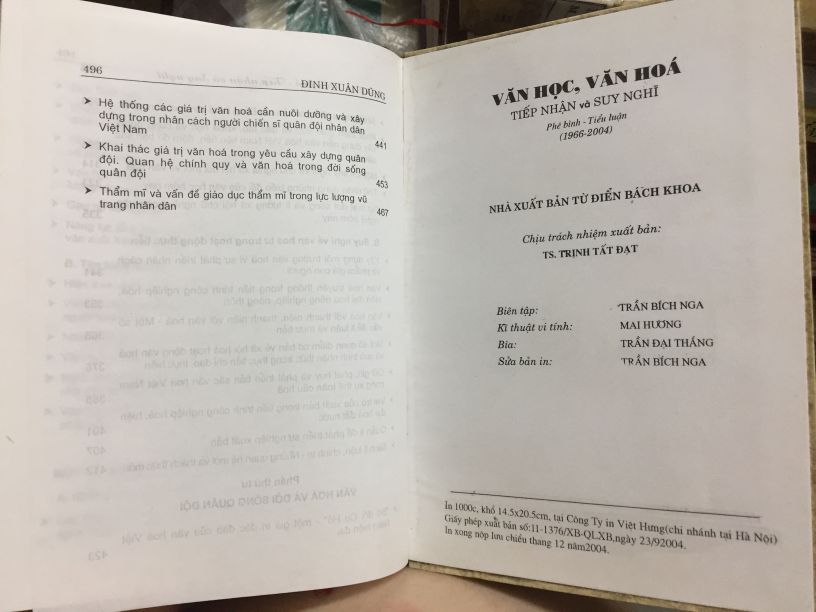 496
ĐINH XUÂN DŨNG
➤ Hệ thống các giá trị văn hoá cần nuôi dưỡng và xây
dựng trong nhân cách người chiến sĩ quân đội nhân dân
Việt Nam 441
➤ Khai thác giá trị văn hoá trong yêu cầu xây dựng quân
đội. Quan hệ chính quy và văn hoá trong đời sống
quân đội 453
➤ Thẩm mĩ và vấn đề giáo dục thẩm mĩ trong lực lượng vũ
trang nhân dân 467
VĂN HỌC, VĂN HOÁ
TIẾP NHẬN và SUY NGHĨ
Phê bình - Tiểu luận
(1966-2004)
NHÀ XUẤT BẢN TỪ ĐIỂN BÁCH KHOA
Chịu trách nhiệm xuất bản:
TS. TRỊNH TẤT ĐẠT
Biên tập: TRẦN BÍCH NGA
Kĩ thuật vi tính: MAI HƯƠNG
Bìa: TRẦN ĐẠI THẮNG
Sửa bản in: TRẦN BÍCH NGA
In 1000c, khổ 14.5x20.5cm, tại Công Ty in Việt Hưng(chi nhánh tại Hà Nội)
Giấy phép xuất bản số:11-1376/XB-QLXB,ngày 23/92004.
In xong nộp lưu chiểu thang 12 năm2004.